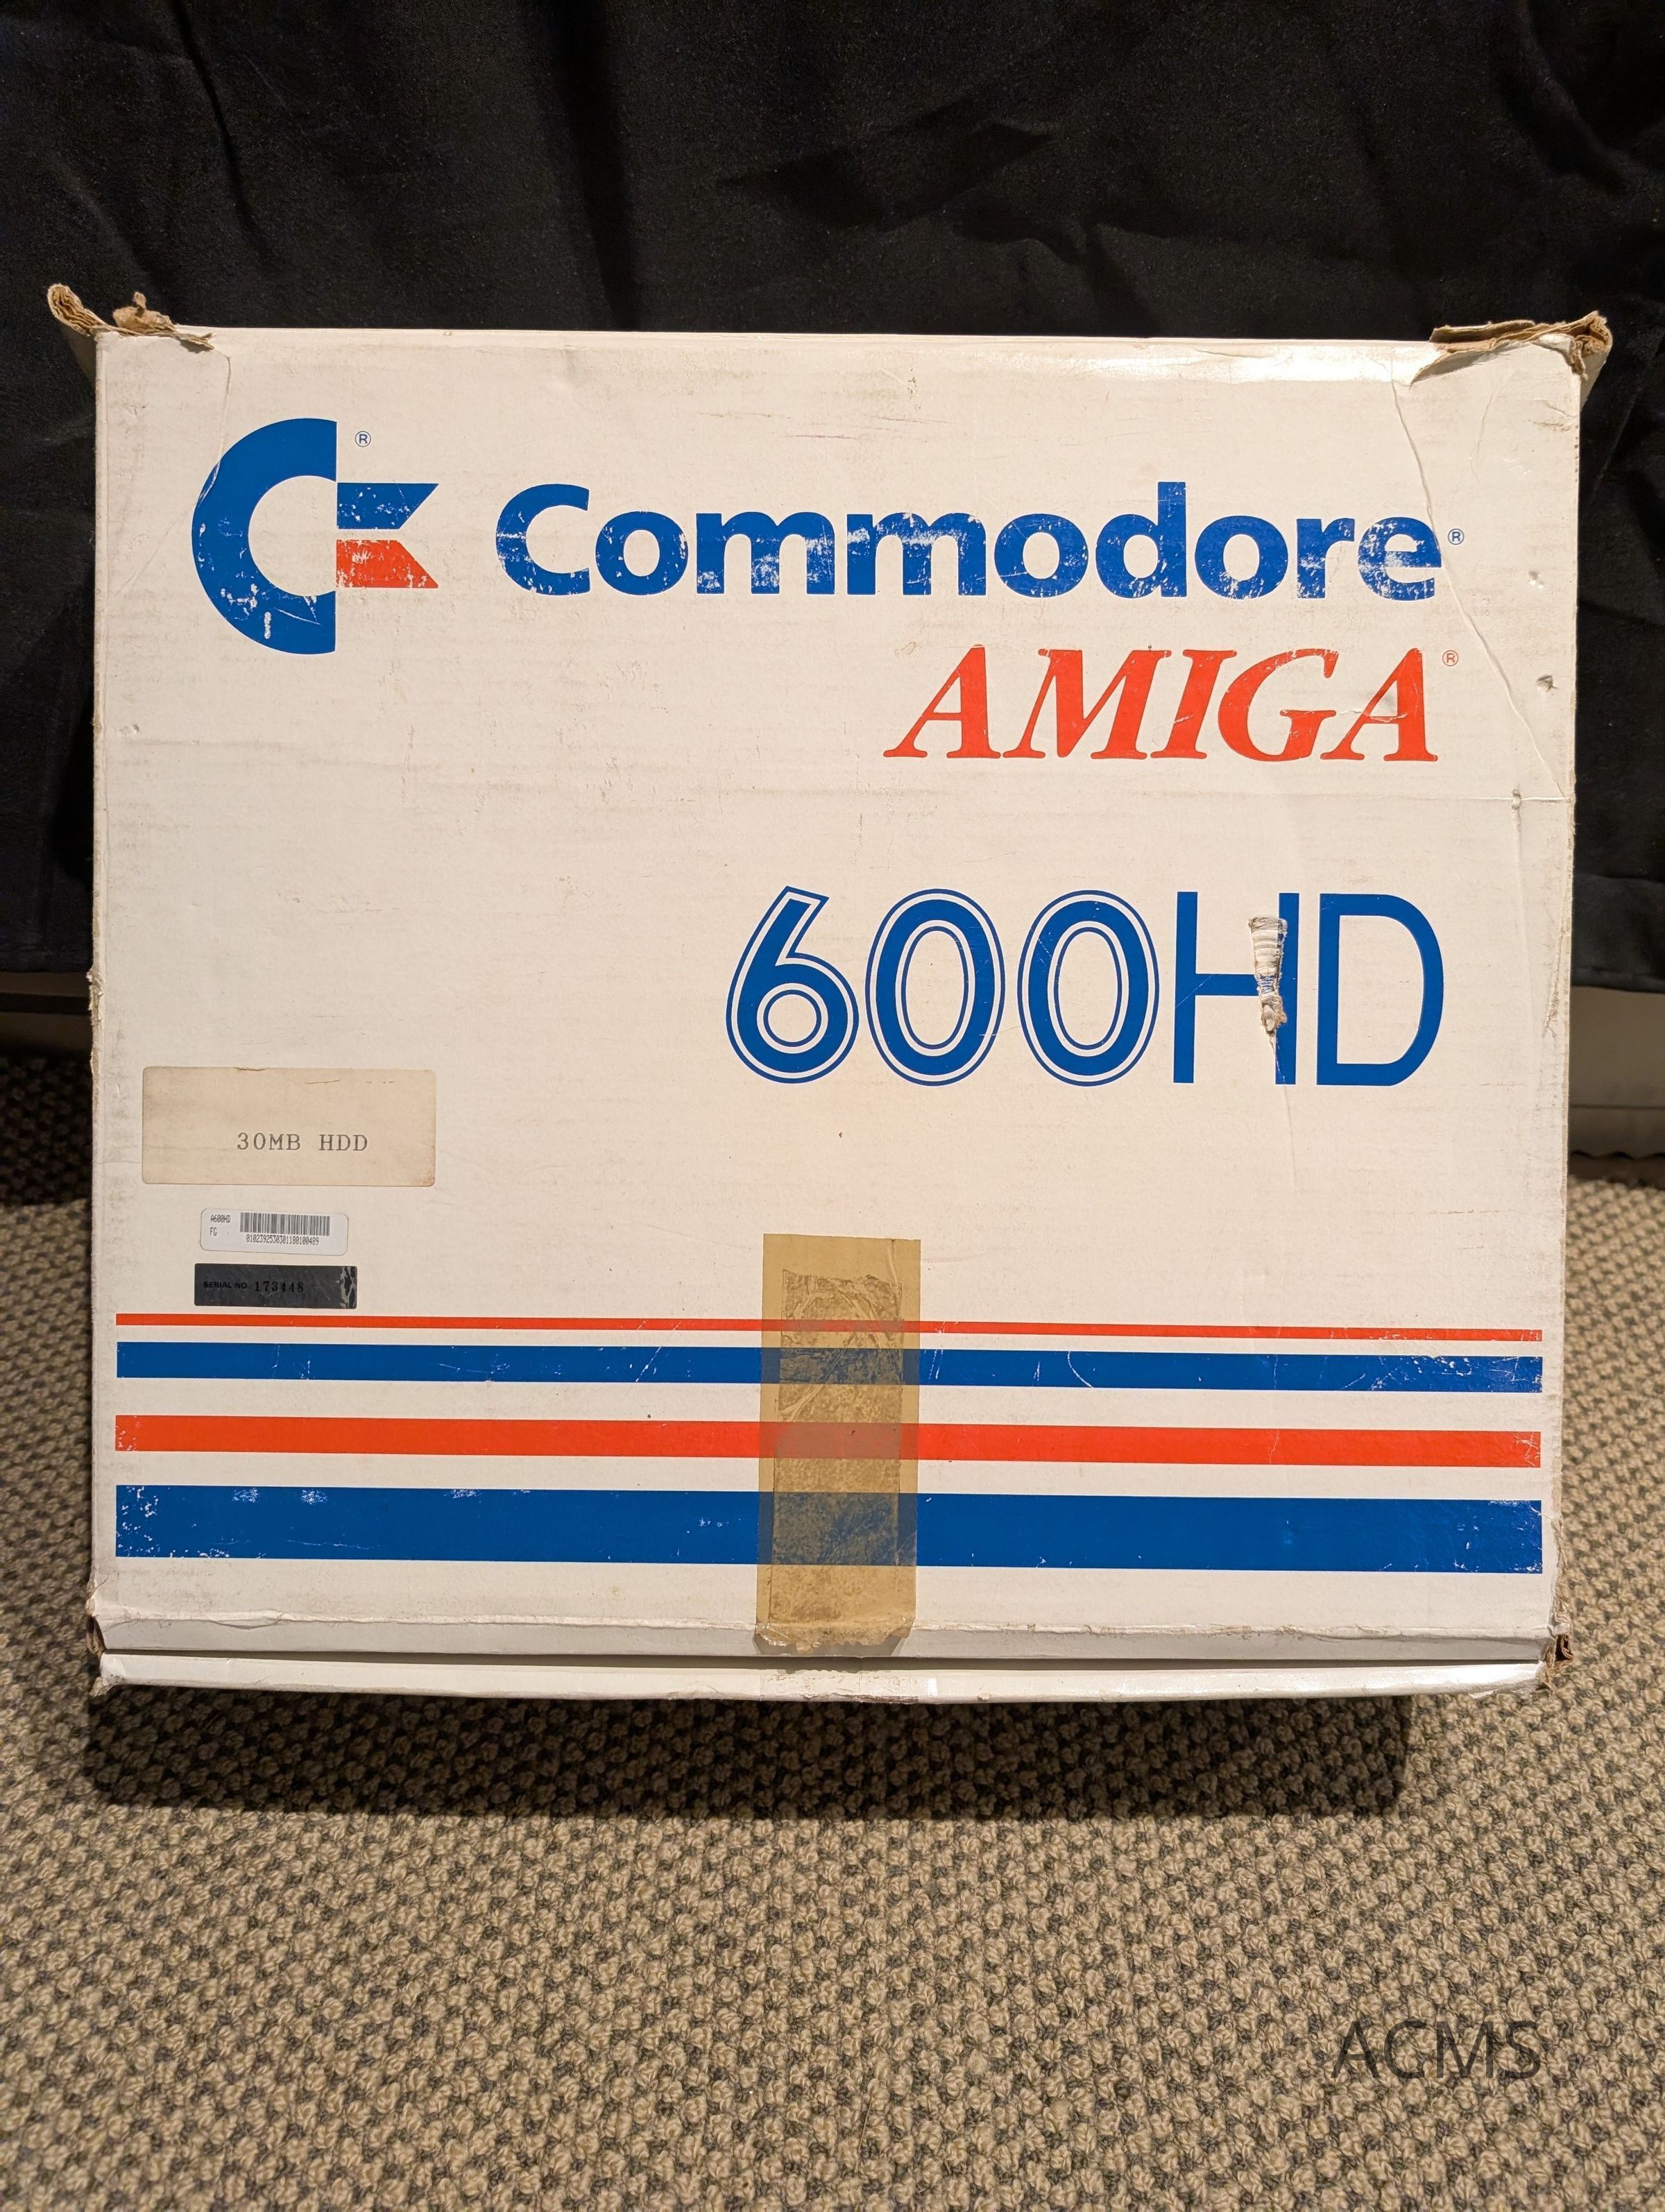 ®
Commodore®
AMIGA®
600HD
30MB HDD
A600HD
FG
SERIAL NO. 173448
ACMS